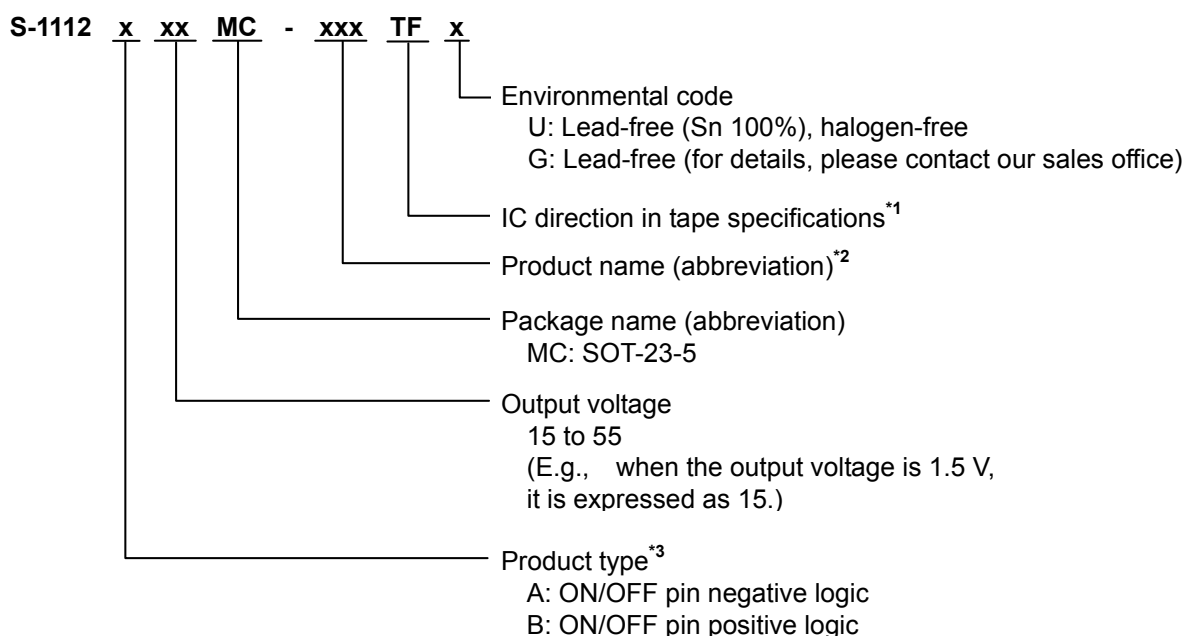 S-1112 x xx MC - xxx TF x
Environmental code
U: Lead-free (Sn 100%), halogen-free
G: Lead-free (for details, please contact our sales office)
IC direction in tape specifications*1
Product name (abbreviation)*2
Package name (abbreviation)
MC: SOT-23-5
Output voltage
15 to 55
(E.g., when the output voltage is 1.5 V,
it is expressed as 15.)
Product type*3
A: ON/OFF pin negative logic
B: ON/OFF pin positive logic